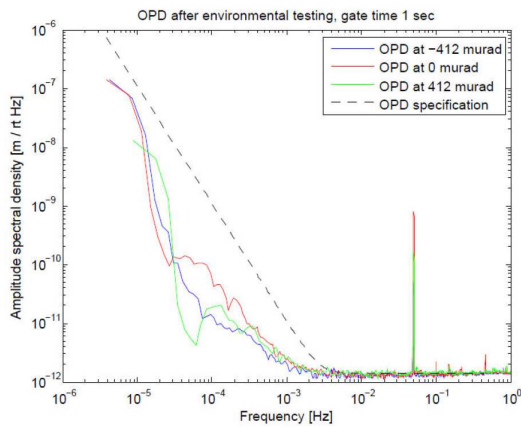 OPD after environmental testing, gate time 1 sec
OPD at −412 murad
OPD at 0 murad
OPD at 412 murad
OPD specification
Amplitude spectral density [m / rt Hz]
10^-6
10^-7
10^-8
10^-9
10^-10
10^-11
10^-12
10^-6
10^-5
10^-4
10^-3
10^-2
10^-1
10^0
Frequency [Hz]